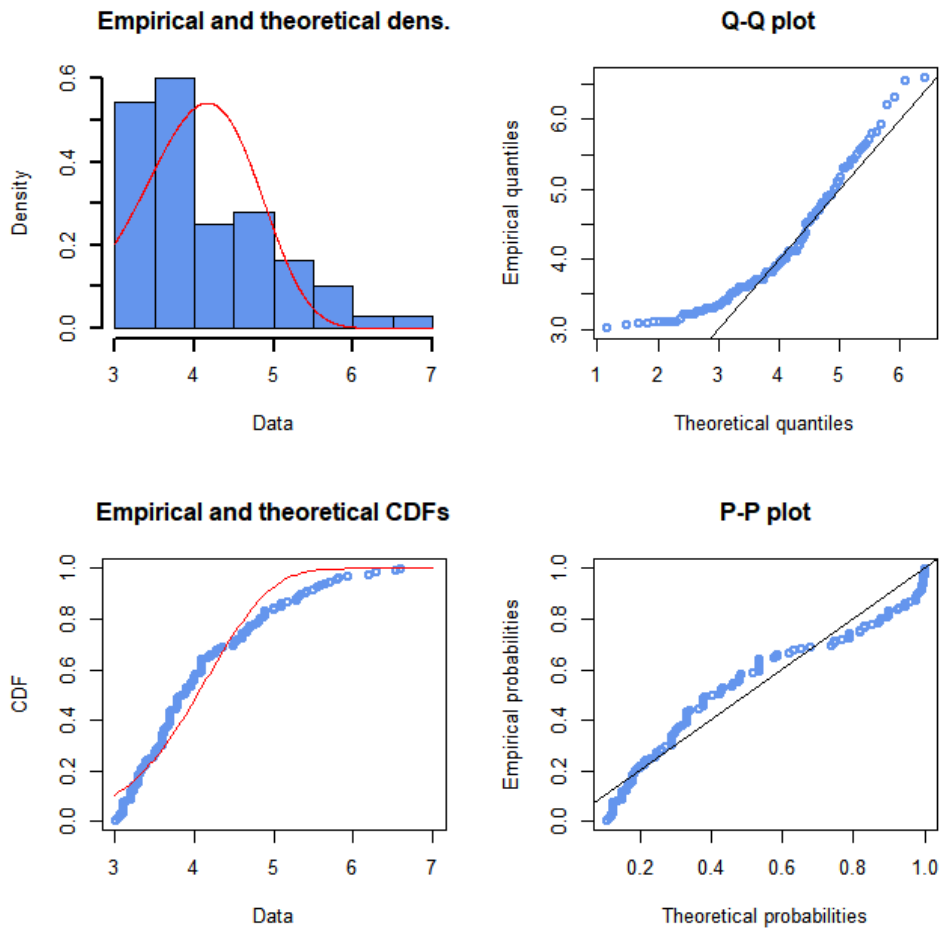 Empirical and theoretical dens.
Density
0.0 0.2 0.4 0.6
3 4 5 6 7
Data
Q-Q plot
Empirical quantiles
3.0 4.0 5.0 6.0
1 2 3 4 5 6
Theoretical quantiles
Empirical and theoretical CDFs
CDF
0.0 0.2 0.4 0.6 0.8 1.0
3 4 5 6 7
Data
P-P plot
Empirical probabilities
0.0 0.2 0.4 0.6 0.8 1.0
0.2 0.4 0.6 0.8 1.0
Theoretical probabilities